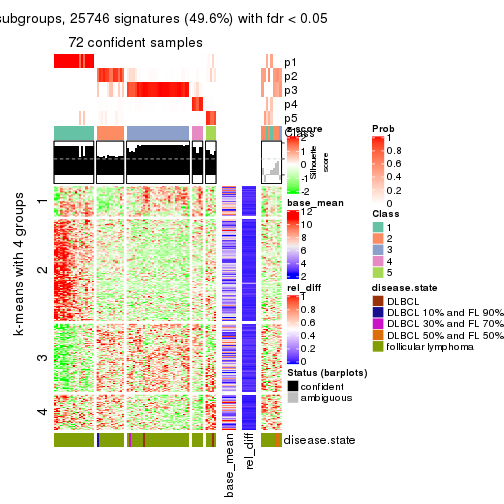 subgroups, 25746 signatures (49.6%) with fdr < 0.05
72 confident samples
p1
p2
p3
p4
p5
Class
Silhouette
score
k-means with 4 groups
1
2
3
4
base_mean
rel_diff
disease.state
z-score
2
1
0
-1
-2
base_mean
12
10
8
6
4
2
rel_diff
1
0.8
0.6
0.4
0.2
0
Status (barplots)
confident
ambiguous
Prob
1
0.8
0.6
0.4
0.2
0
Class
1
2
3
4
5
disease.state
DLBCL
DLBCL 10% and FL 90%
DLBCL 30% and FL 70%
DLBCL 50% and FL 50%
follicular lymphoma